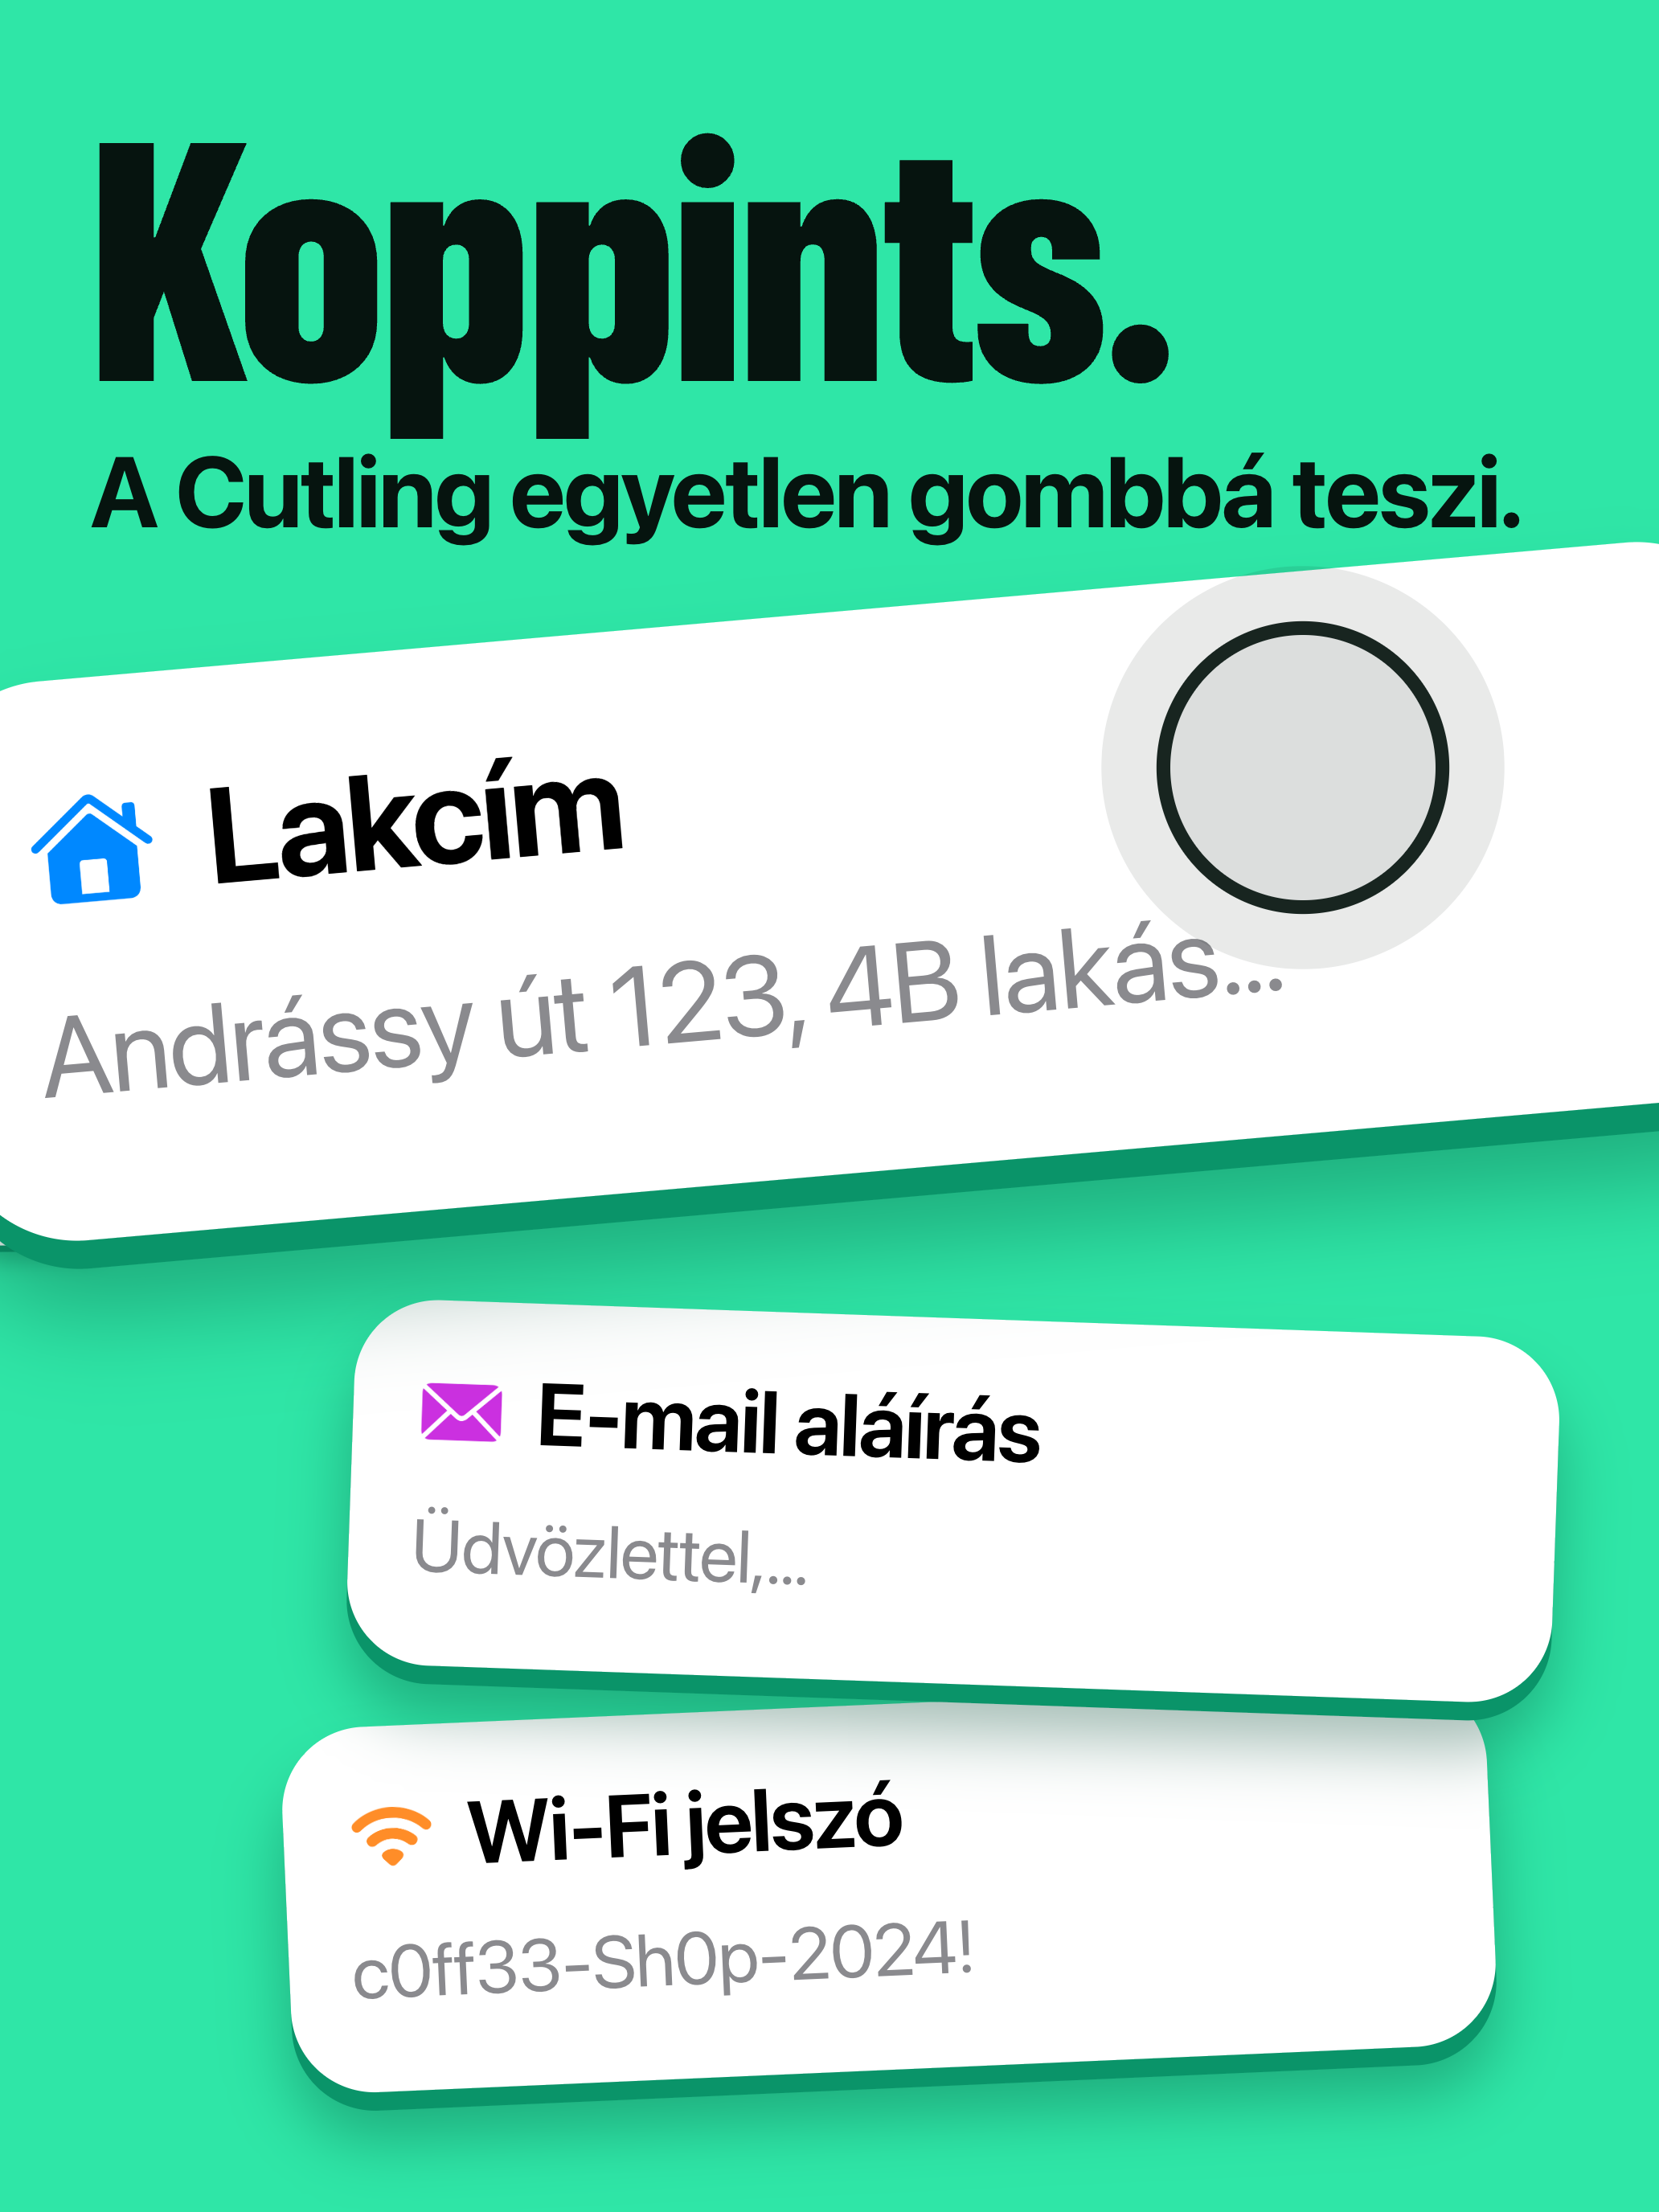 Koppints.
A Cutling egyetlen gombbá teszi.
Lakcím
Andrássy út 123, 4B lakás...
E-mail aláírás
Üdvözlettel,...
Wi-Fi jelszó
c0ff33-Sh0p-2024!